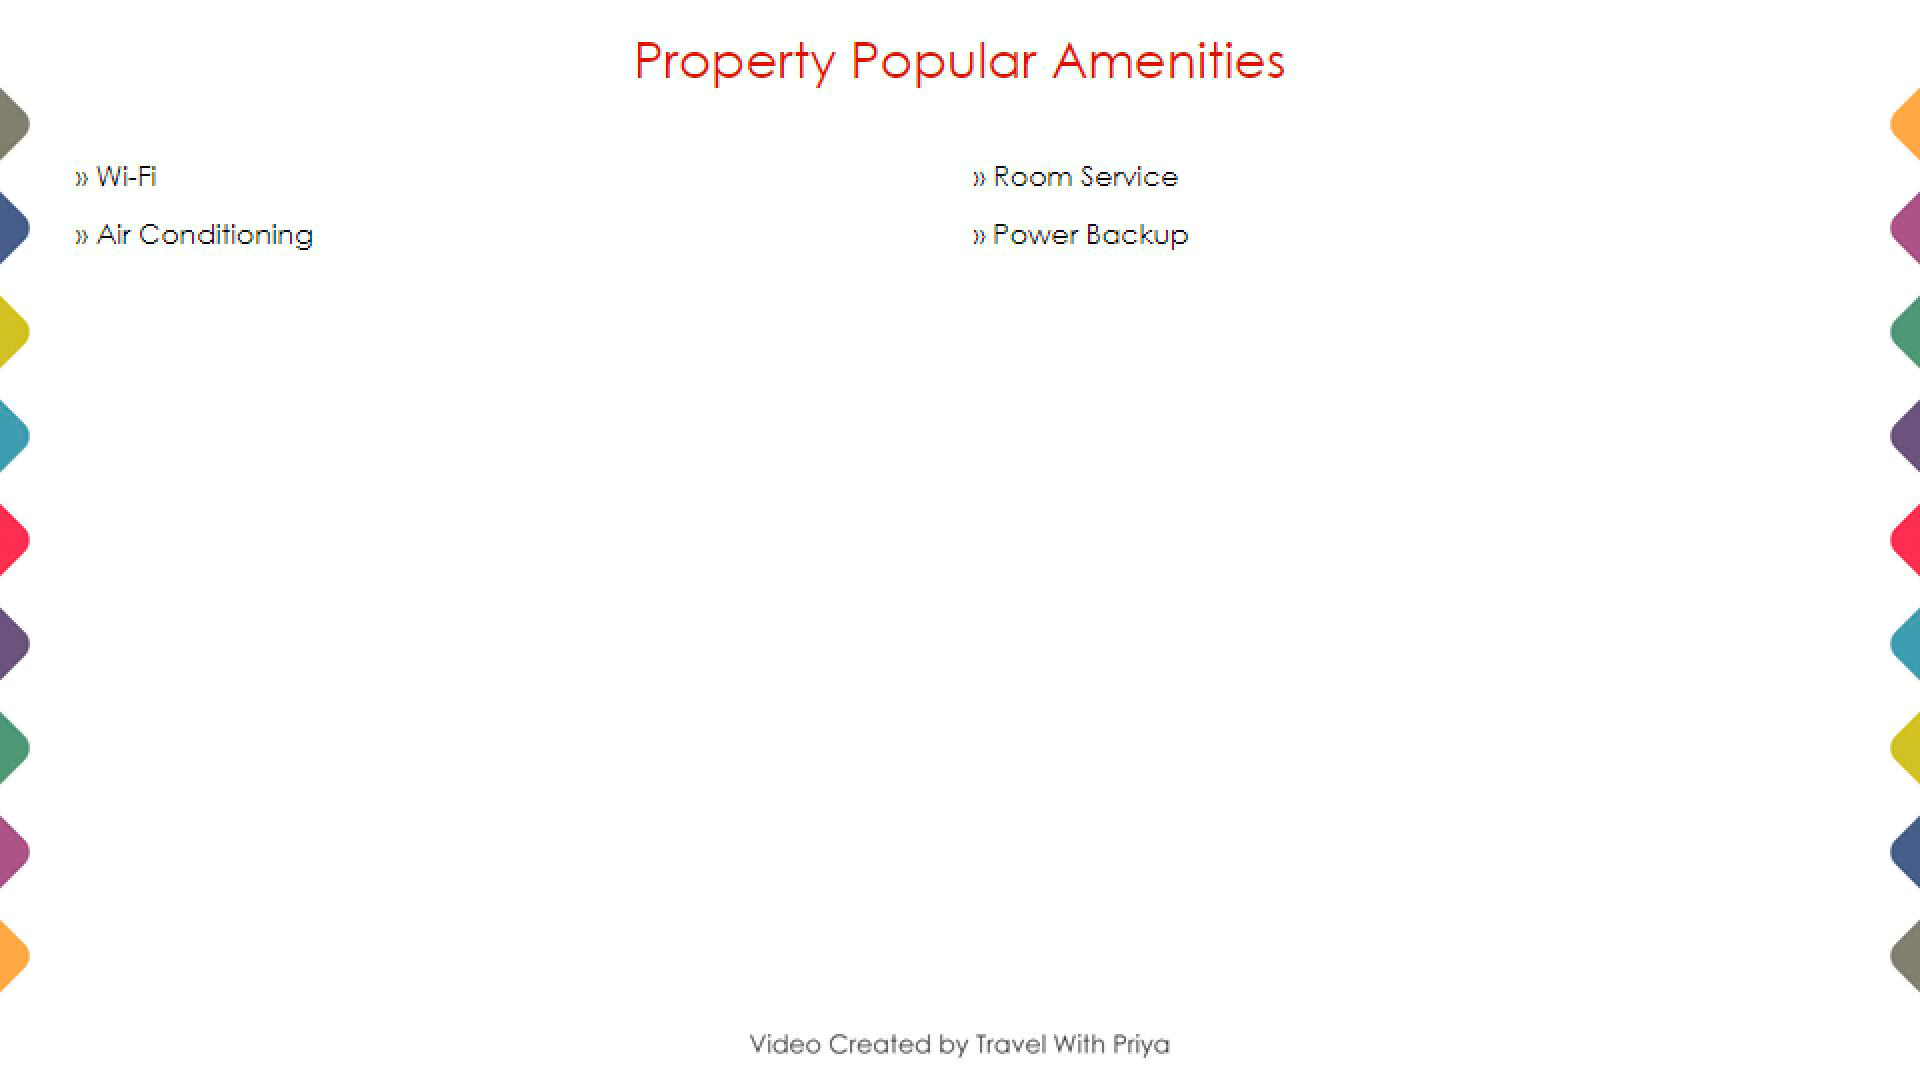 Property Popular Amenities
» Wi-Fi
» Room Service
» Air Conditioning
» Power Backup
Video Created by Travel With Priya